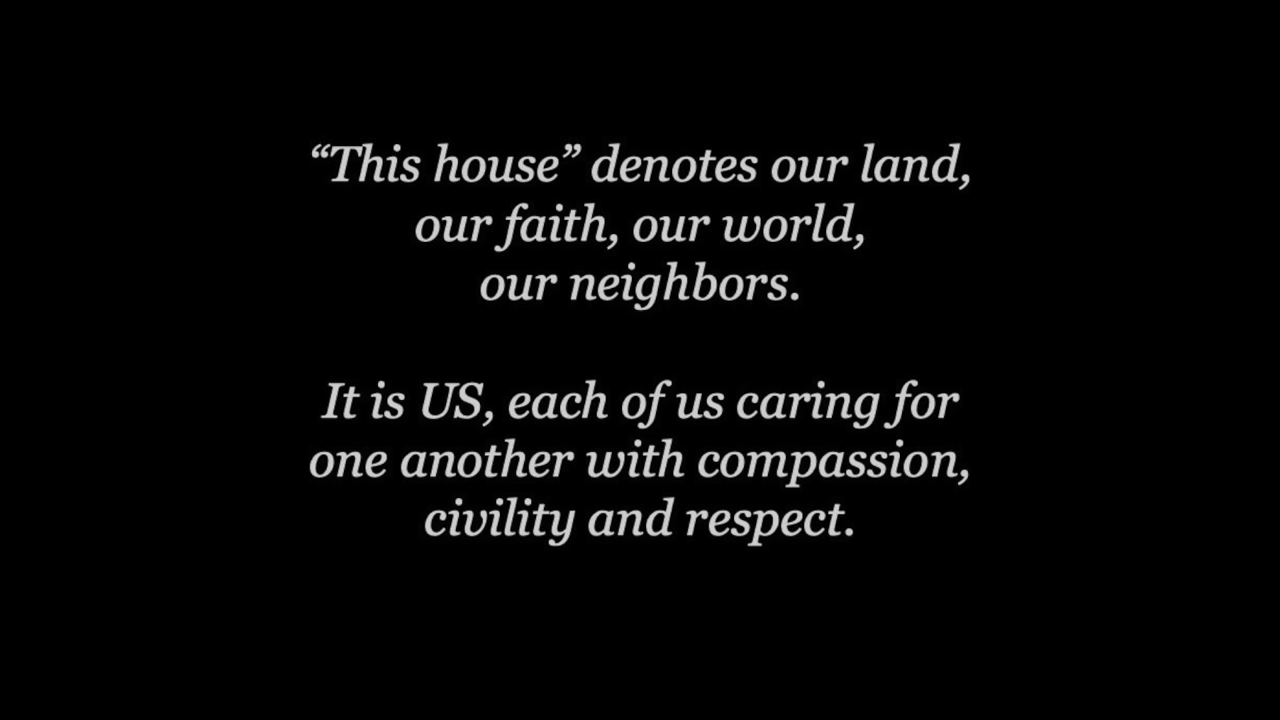 “This house” denotes our land,
our faith, our world,
our neighbors.
It is US, each of us caring for
one another with compassion,
civility and respect.